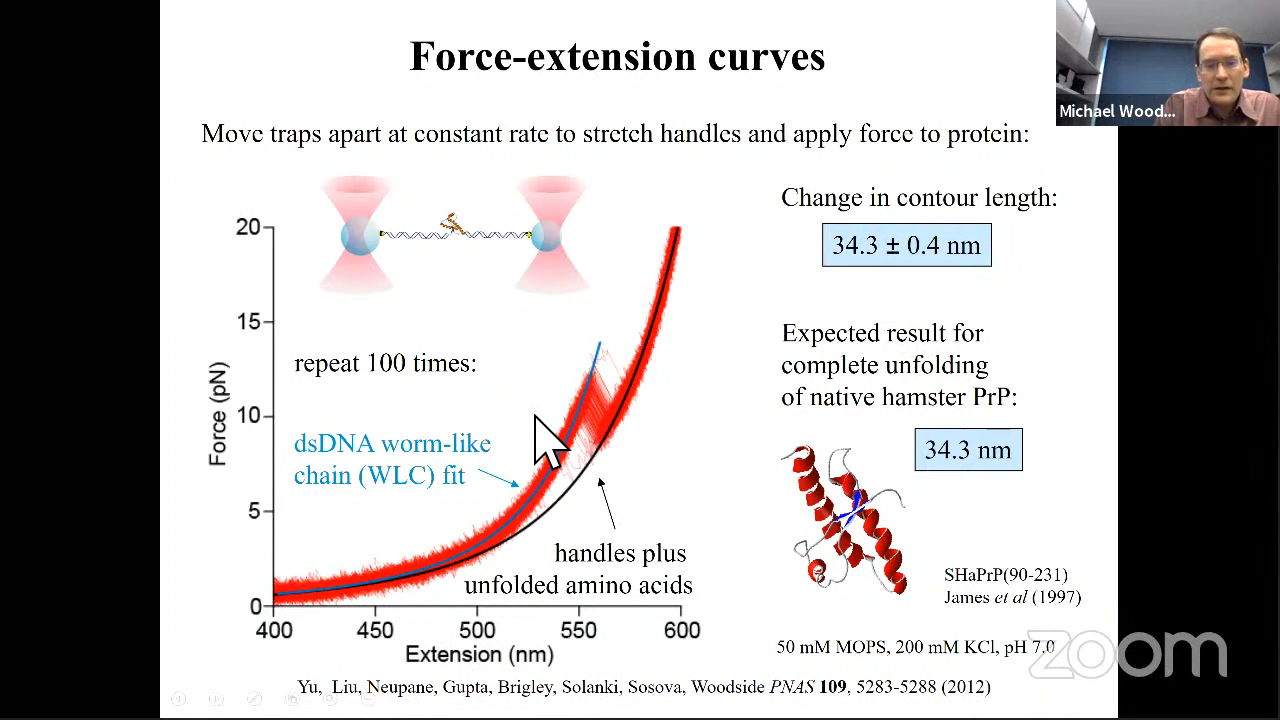 Force-extension curves
Michael Wood...
Move traps apart at constant rate to stretch handles and apply force to protein:
Change in contour length:
34.3 ± 0.4 nm
Expected result for
complete unfolding
of native hamster PrP:
34.3 nm
SHaPrP(90-231)
James et al (1997)
50 mM MOPS, 200 mM KCl, pH 7.0
20
15
10
5
0
Force (pN)
repeat 100 times:
dsDNA worm-like
chain (WLC) fit
handles plus
unfolded amino acids
400
450
500
550
600
Extension (nm)
Yu, Liu, Neupane, Gupta, Brigley, Solanki, Sosova, Woodside PNAS 109, 5283-5288 (2012)
zoom